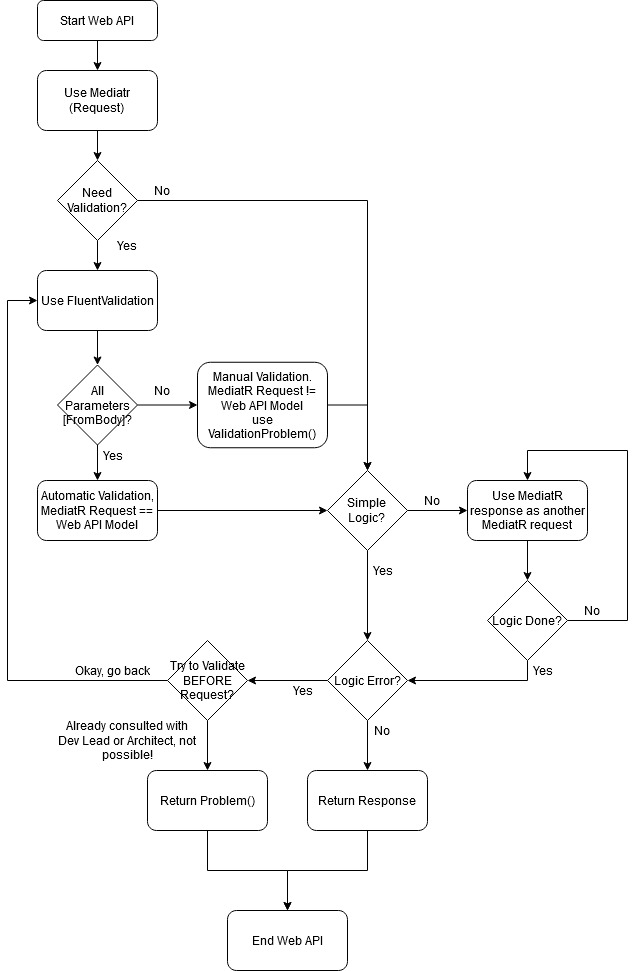 Start Web API
Use Mediatr
(Request)
Need
Validation?
No
Yes
Use FluentValidation
All
Parameters
[FromBody]?
No
Yes
Manual Validation.
MediatR Request !=
Web API Model
use
ValidationProblem()
Automatic Validation,
MediatR Request ==
Web API Model
Simple
Logic?
No
Yes
Use MediatR
response as another
MediatR request
Logic Done?
No
Yes
Logic Error?
Yes
No
Try to Validate
BEFORE
Request?
Okay, go back
Already consulted with
Dev Lead or Architect, not
possible!
Return Problem()
Return Response
End Web API